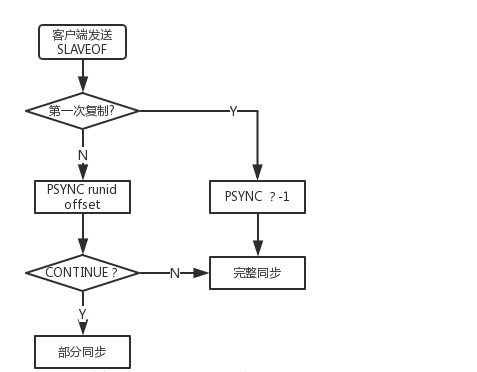 客户端发送
SLAVEOF
第一次复制?
Y
N
PSYNC runid
offset
PSYNC ? -1
CONTINUE ?
N
完整同步
Y
部分同步